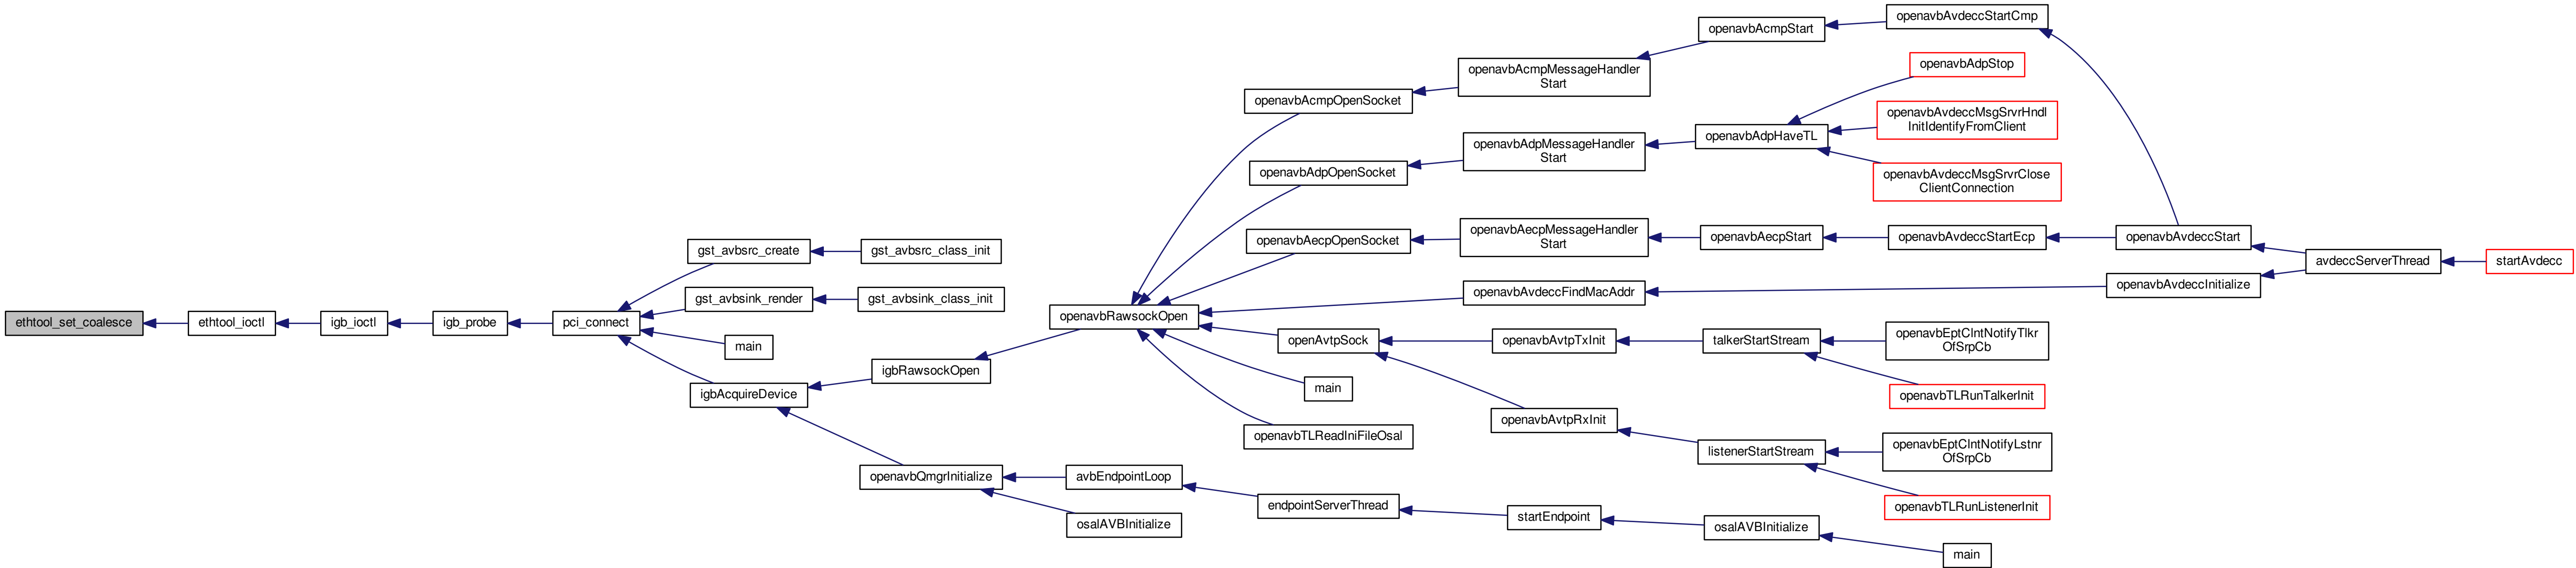 ethtool_set_coalesce
ethtool_ioctl
igb_ioctl
igb_probe
pci_connect
gst_avbsrc_create
gst_avbsrc_class_init
gst_avbsink_render
gst_avbsink_class_init
main
igbAcquireDevice
igbRawsockOpen
openavbRawsockOpen
openavbAcmpOpenSocket
openavbAcmpMessageHandler
Start
openavbAcmpStart
openavbAvdeccStartCmp
openavbAdpOpenSocket
openavbAdpMessageHandler
Start
openavbAdpHaveTL
openavbAdpStop
openavbAvdeccMsgSrvrHndl
InitIdentifyFromClient
openavbAvdeccMsgSrvrClose
ClientConnection
openavbAecpOpenSocket
openavbAecpMessageHandler
Start
openavbAecpStart
openavbAvdeccStartEcp
openavbAvdeccStart
avdeccServerThread
startAvdecc
openavbAvdeccFindMacAddr
openavbAvdeccInitialize
openAvtpSock
openavbAvtpTxInit
talkerStartStream
openavbEptClntNotifyTlkr
OfSrpCb
openavbTLRunTalkerInit
main
openavbAvtpRxInit
listenerStartStream
openavbEptClntNotifyLstnr
OfSrpCb
openavbTLRunListenerInit
openavbTLReadIniFileOsal
openavbQmgrInitialize
avbEndpointLoop
endpointServerThread
startEndpoint
osalAVBInitialize
main
osalAVBInitialize